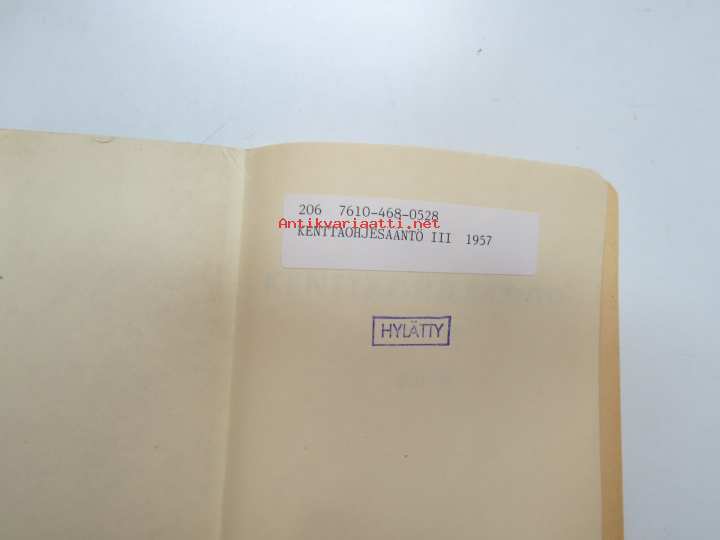 206 7610-468-0528
Antikvariaatti.net
KENTTÄOHJESÄÄNTÖ III 1957
HYLÄTTY